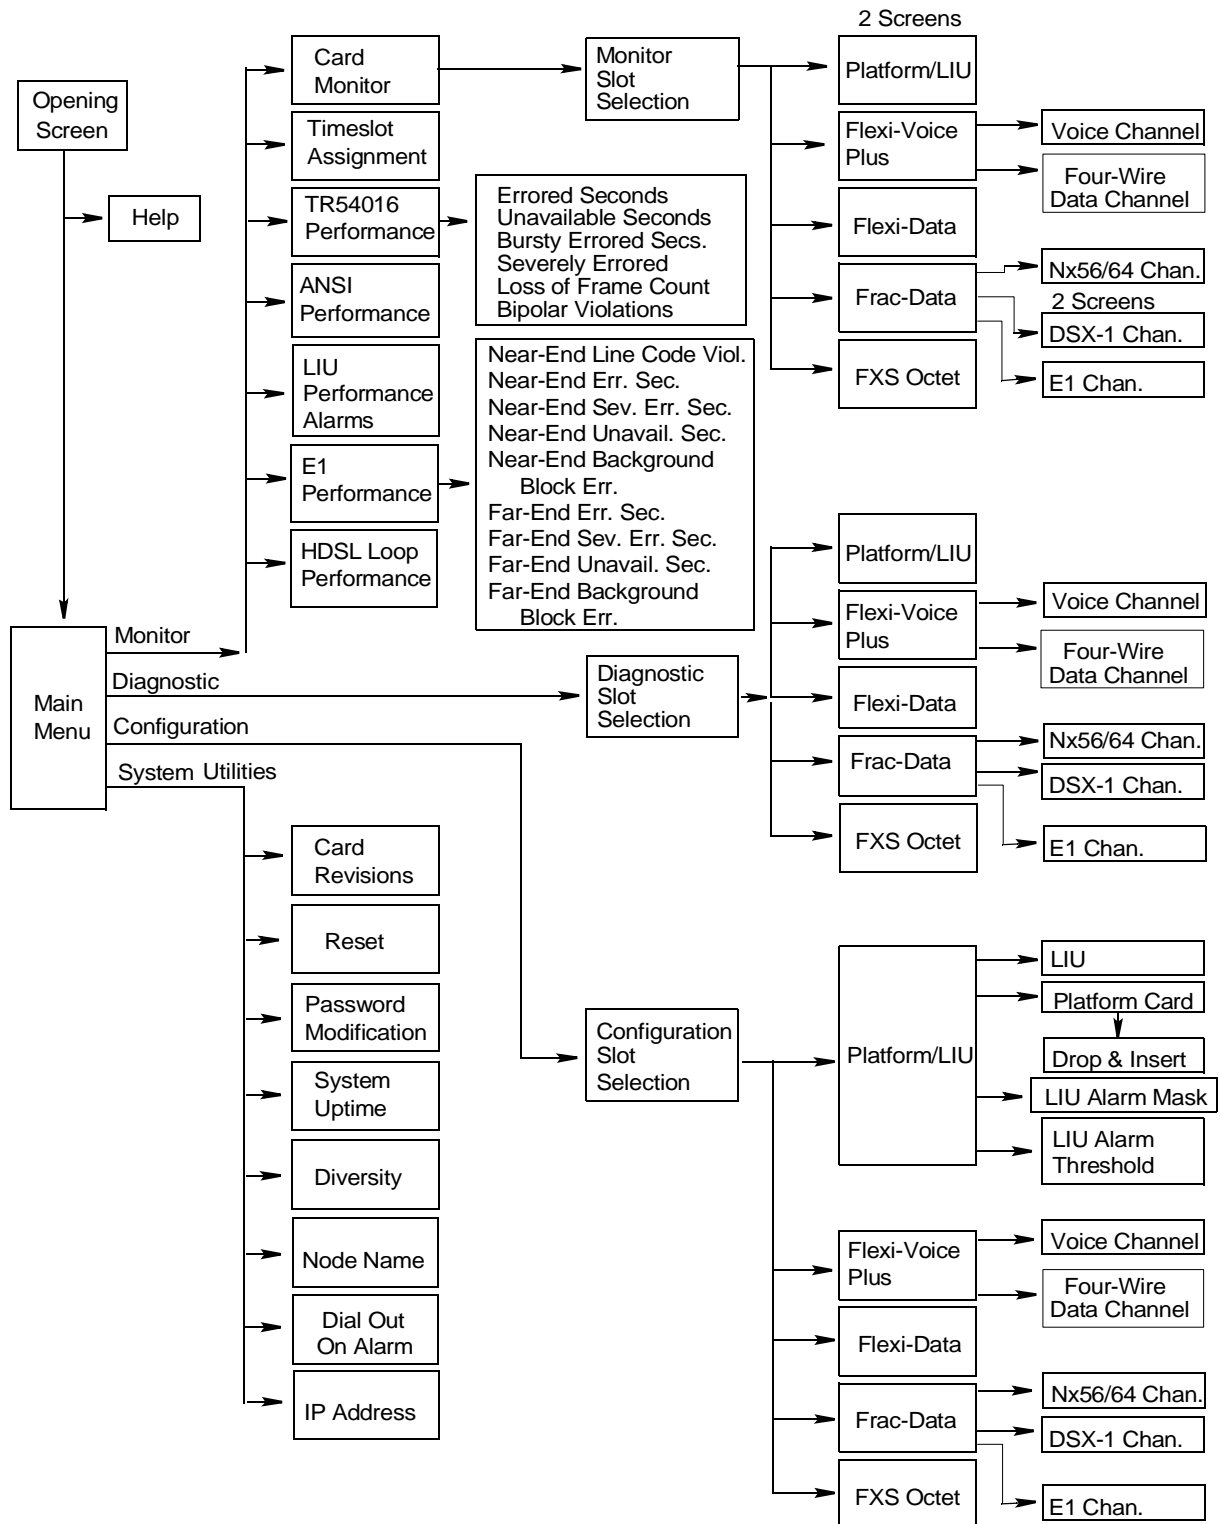 2 Screens
Card
Monitor
Monitor
Slot
Selection
Platform/LIU
Opening
Screen
Timeslot
Assignment
Flexi-Voice
Plus
Voice Channel
Four-Wire
Data Channel
Help
TR54016
Performance
Errored Seconds
Unavailable Seconds
Bursty Errored Secs.
Severely Errored
Loss of Frame Count
Bipolar Violations
Flexi-Data
ANSI
Performance
Frac-Data
Nx56/64 Chan.
2 Screens
DSX-1 Chan.
E1 Chan.
LIU
Performance
Alarms
FXS Octet
Near-End Line Code Viol.
Near-End Err. Sec.
Near-End Sev. Err. Sec.
Near-End Unavail. Sec.
Near-End Background
Block Err.
Far-End Err. Sec.
Far-End Sev. Err. Sec.
Far-End Unavail. Sec.
Far-End Background
Block Err.
E1
Performance
HDSL Loop
Performance
Main
Menu
Monitor
Diagnostic
Configuration
System Utilities
Diagnostic
Slot
Selection
Platform/LIU
Flexi-Voice
Plus
Voice Channel
Four-Wire
Data Channel
Flexi-Data
Frac-Data
Nx56/64 Chan.
DSX-1 Chan.
E1 Chan.
FXS Octet
Card
Revisions
Reset
Password
Modification
System
Uptime
Diversity
Node Name
Dial Out
On Alarm
IP Address
Configuration
Slot
Selection
Platform/LIU
LIU
Platform Card
Drop & Insert
LIU Alarm Mask
LIU Alarm
Threshold
Flexi-Voice
Plus
Voice Channel
Four-Wire
Data Channel
Flexi-Data
Frac-Data
Nx56/64 Chan.
DSX-1 Chan.
E1 Chan.
FXS Octet